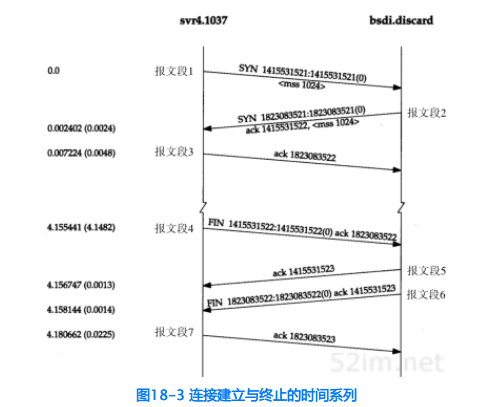 svr4.1037
bsdi.discard
0.0
报文段1
SYN 1415531521:1415531521(0)
<mss 1024>
报文段2
SYN 1823083521:1823083521(0)
ack 1415531522, <mss 1024>
0.002402 (0.0024)
0.007224 (0.0048)
报文段3
ack 1823083522
4.155441 (4.1482)
报文段4
FIN 1415531522:1415531522(0) ack 1823083522
报文段5
ack 1415531523
4.156747 (0.0013)
报文段6
FIN 1823083522:1823083522(0) ack 1415531523
4.158144 (0.0014)
4.180662 (0.0225)
报文段7
ack 1823083523
52im.net
图18-3 连接建立与终止的时间系列